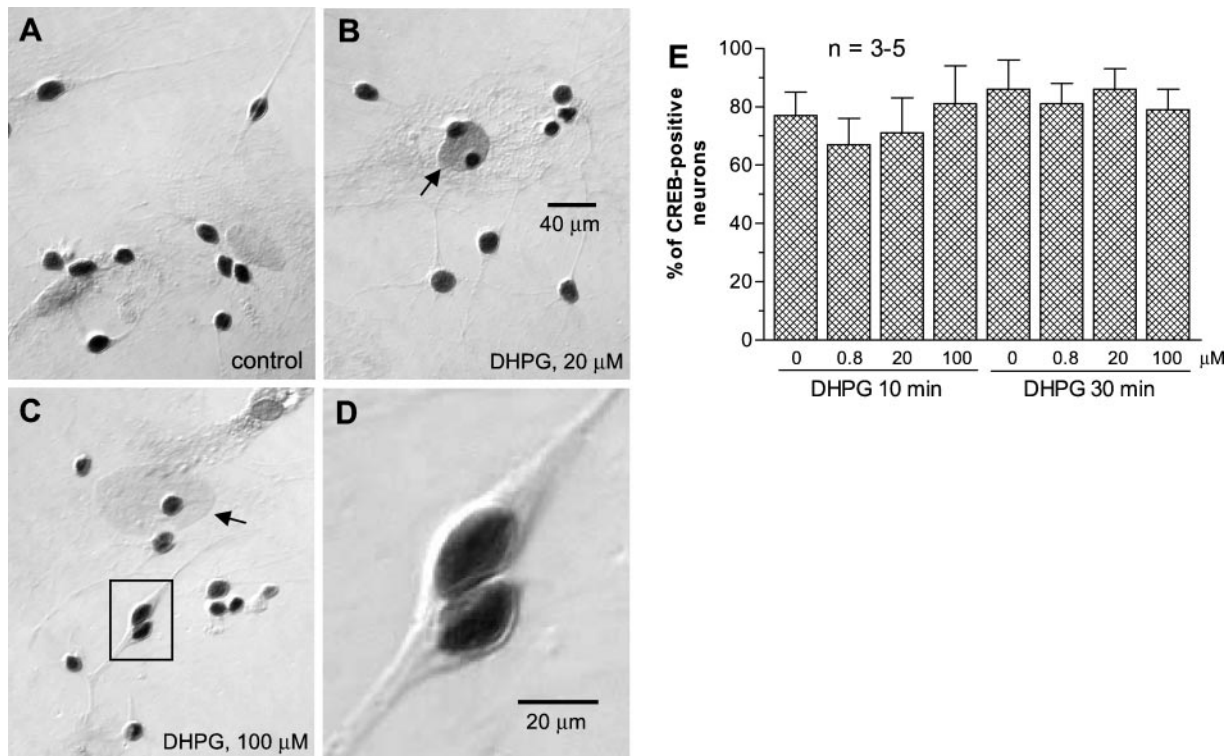 A
control
B
40 μm
DHPG, 20 μM
C
DHPG, 100 μM
D
20 μm
E
n = 3-5
% of CREB-positive
neurons
100
80
60
40
20
0
0 0.8 20 100 0 0.8 20 100 μM
DHPG 10 min DHPG 30 min